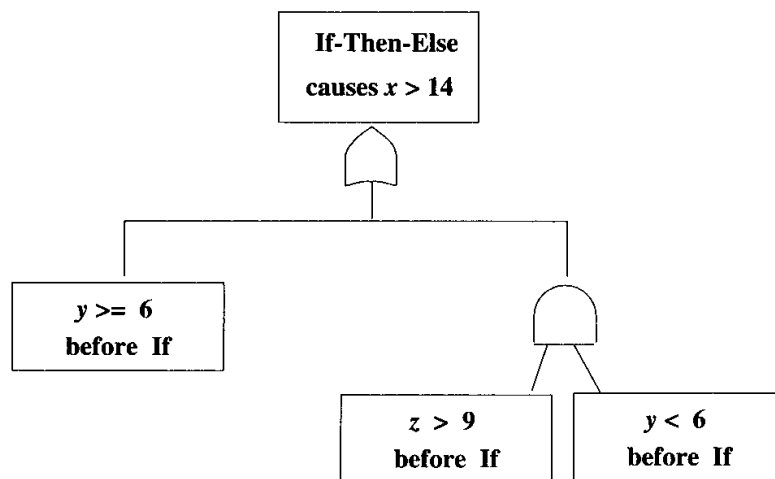 If-Then-Else
causes x > 14
y >= 6
before If
z > 9
before If
y < 6
before If